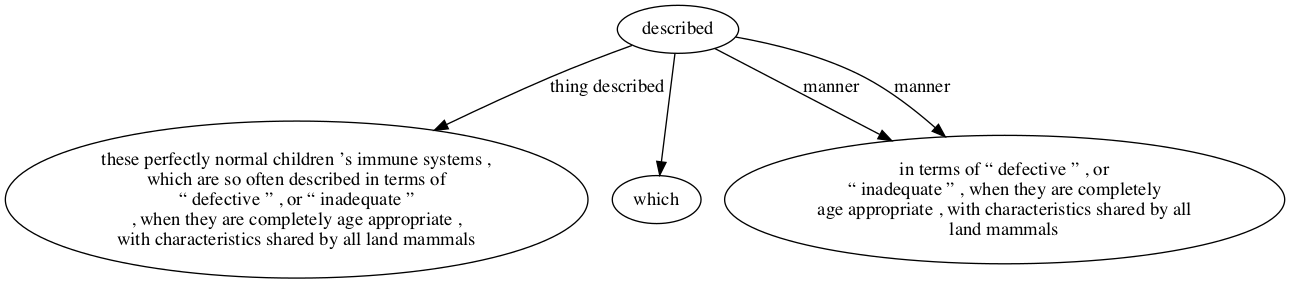 described
thing described
manner
manner
these perfectly normal children ’s immune systems ,
which are so often described in terms of
“ defective ” , or “ inadequate ”
, when they are completely age appropriate ,
with characteristics shared by all land mammals
which
in terms of “ defective ” , or
“ inadequate ” , when they are completely
age appropriate , with characteristics shared by all
land mammals